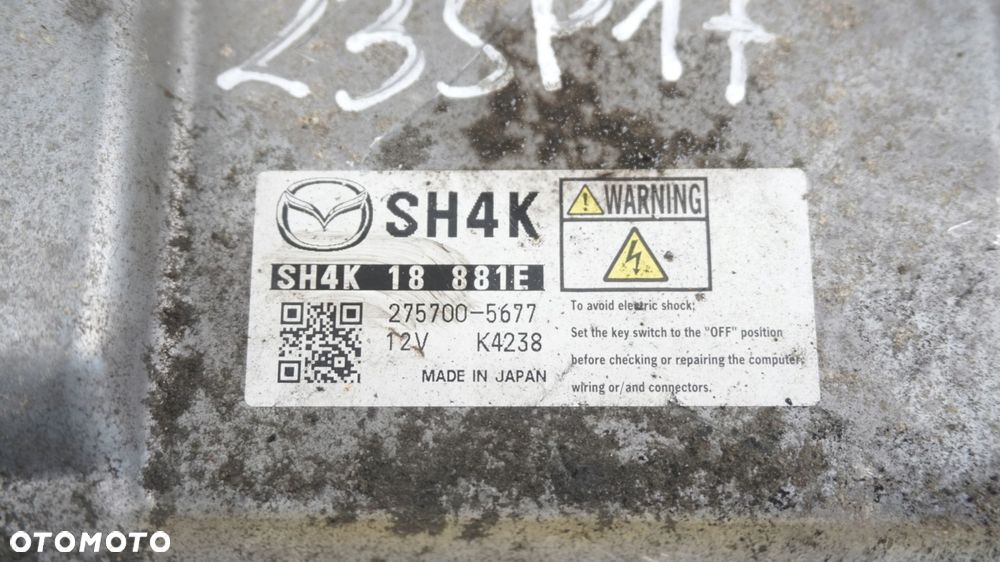 23SP17
SH4K
SH4K 18 881E
275700-5677
12V K4238
MADE IN JAPAN
WARNING
To avoid electric shock;
Set the key switch to the "OFF" position
before checking or repairing the computer,
wiring or/and connectors.
OTOMOTO